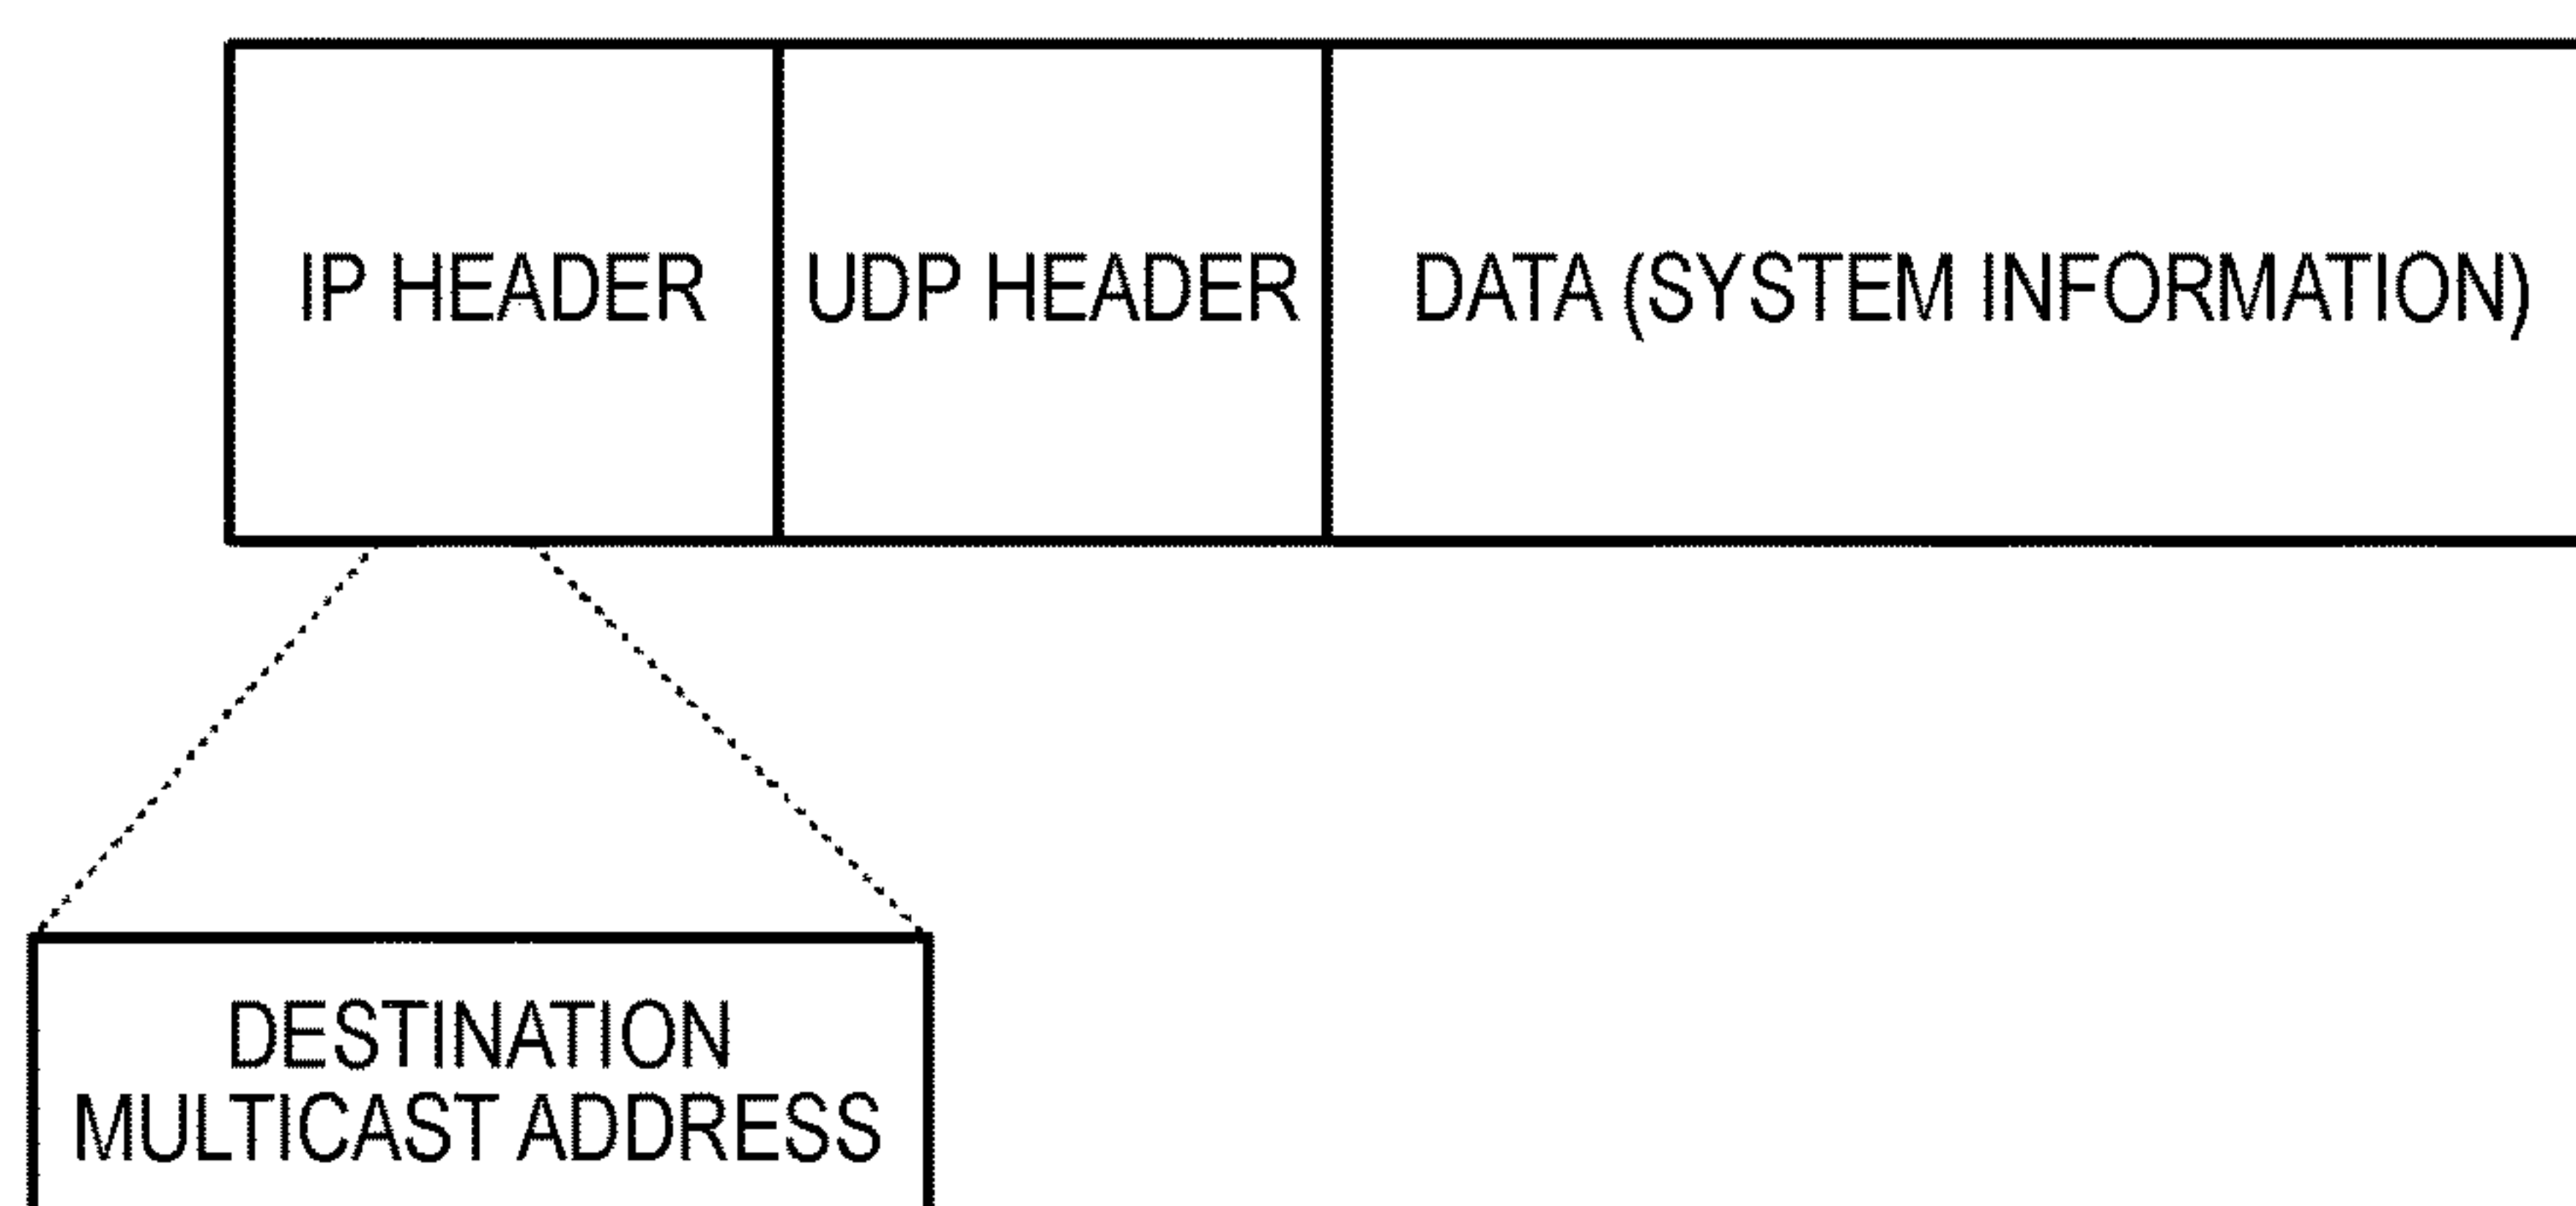 IP HEADER
UDP HEADER
DATA (SYSTEM INFORMATION)
DESTINATION
MULTICAST ADDRESS